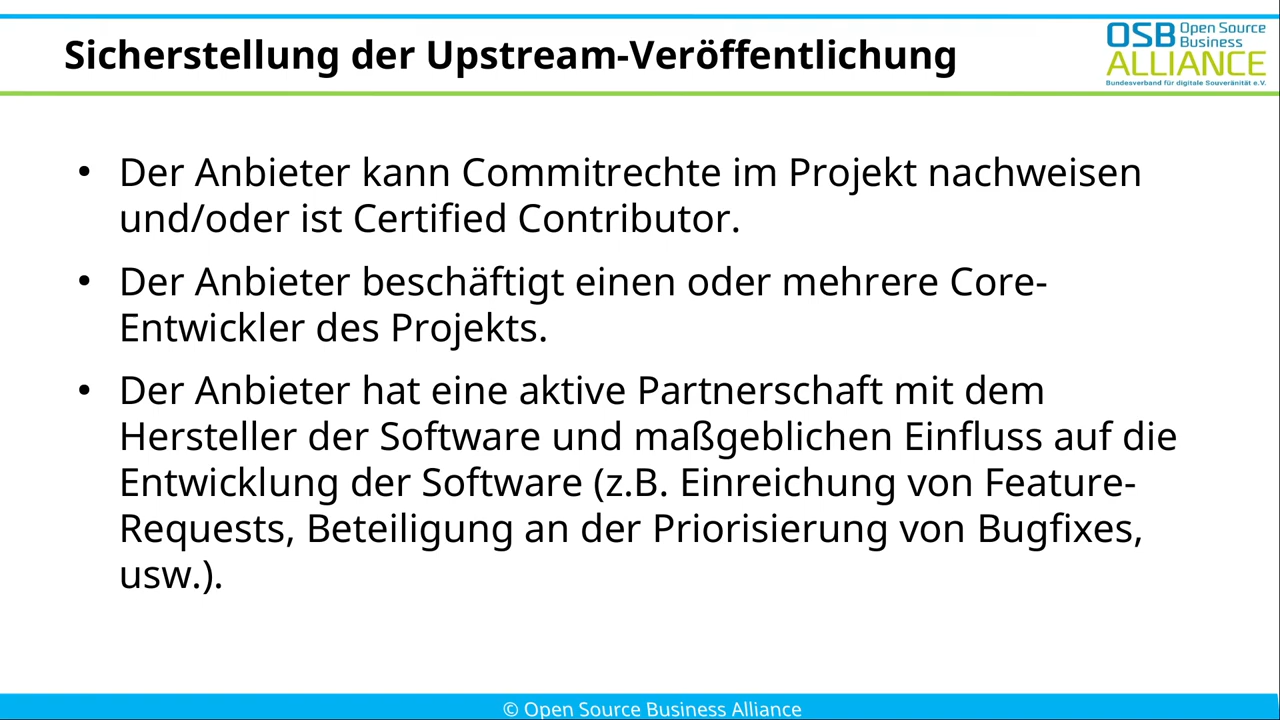 Sicherstellung der Upstream-Veröffentlichung
OSB Open Source
Business
ALLIANCE
Bundesverband für digitale Souveränität e.V.
• Der Anbieter kann Commitrechte im Projekt nachweisen
und/oder ist Certified Contributor.
• Der Anbieter beschäftigt einen oder mehrere Core-
Entwickler des Projekts.
• Der Anbieter hat eine aktive Partnerschaft mit dem
Hersteller der Software und maßgeblichen Einfluss auf die
Entwicklung der Software (z.B. Einreichung von Feature-
Requests, Beteiligung an der Priorisierung von Bugfixes,
usw.).
© Open Source Business Alliance